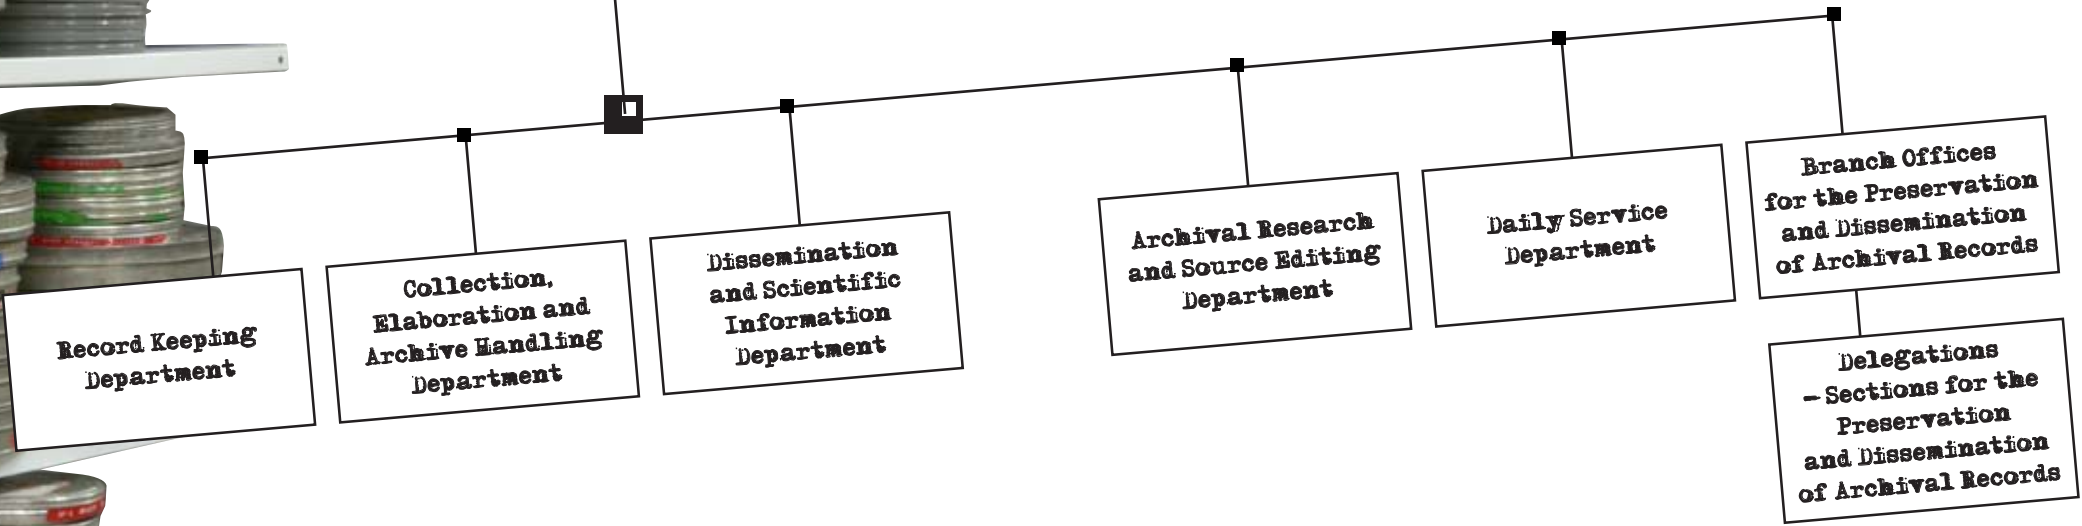 Record Keeping
Department
Collection,
Elaboration and
Archive Handling
Department
Dissemination
and Scientific
Information
Department
Archival Research
and Source Editing
Department
Daily Service
Department
Branch Offices
for the Preservation
and Dissemination
of Archival Records
Delegations
– Sections for the
Preservation
and Dissemination
of Archival Records